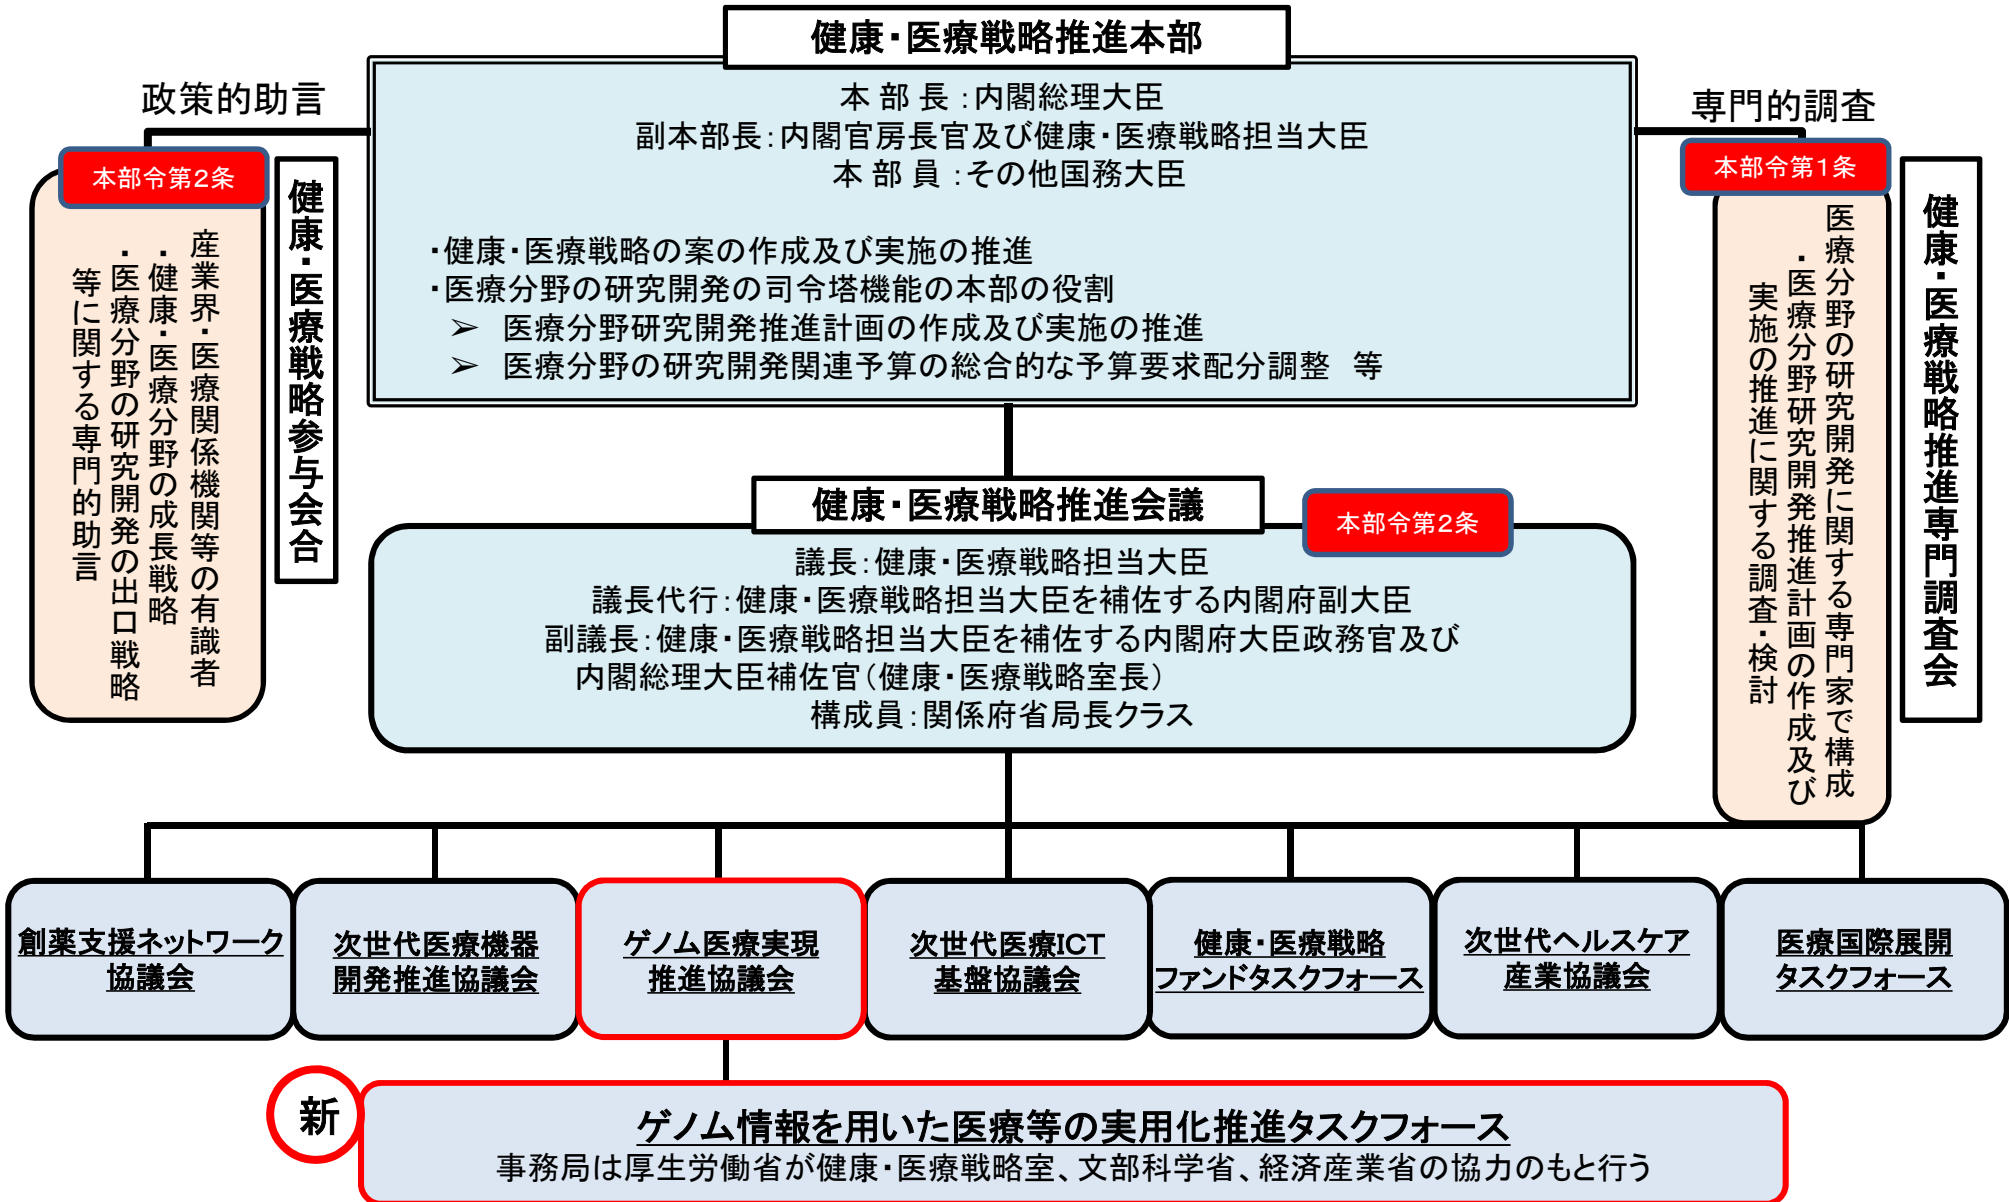 健康・医療戦略推進本部
本 部 長 ：内閣総理大臣
副本部長：内閣官房長官及び健康・医療戦略担当大臣
本 部 員 ：その他国務大臣
・健康・医療戦略の案の作成及び実施の推進
・医療分野の研究開発の司令塔機能の本部の役割
➢ 医療分野研究開発推進計画の作成及び実施の推進
➢ 医療分野の研究開発関連予算の総合的な予算要求配分調整　等
政策的助言
本部令第２条
健康・医療戦略参与会合
産業界・医療関係機関等の有識者
・健康・医療分野の成長戦略
・医療分野の研究開発の出口戦略
等に関する専門的助言
専門的調査
本部令第１条
健康・医療戦略推進専門調査会
医療分野の研究開発に関する専門家で構成
・医療分野研究開発推進計画の作成及び
実施の推進に関する調査・検討
健康・医療戦略推進会議
本部令第２条
議長：健康・医療戦略担当大臣
議長代行：健康・医療戦略担当大臣を補佐する内閣府副大臣
副議長：健康・医療戦略担当大臣を補佐する内閣府大臣政務官及び
内閣総理大臣補佐官（健康・医療戦略室長）
構成員：関係府省局長クラス
創薬支援ネットワーク
協議会
次世代医療機器
開発推進協議会
ゲノム医療実現
推進協議会
次世代医療ICT
基盤協議会
健康・医療戦略
ファンドタスクフォース
次世代ヘルスケア
産業協議会
医療国際展開
タスクフォース
新
ゲノム情報を用いた医療等の実用化推進タスクフォース
事務局は厚生労働省が健康・医療戦略室、文部科学省、経済産業省の協力のもと行う